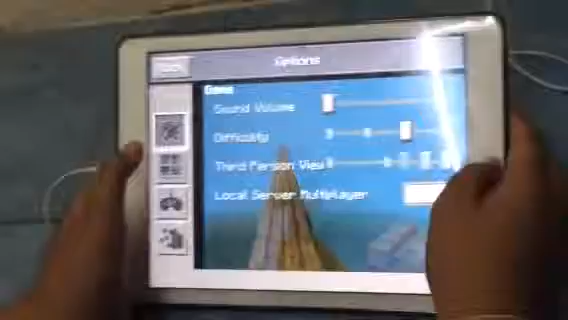 Options
Game
Sound Volume
Difficulty
Third Person View
Local Server Multiplayer